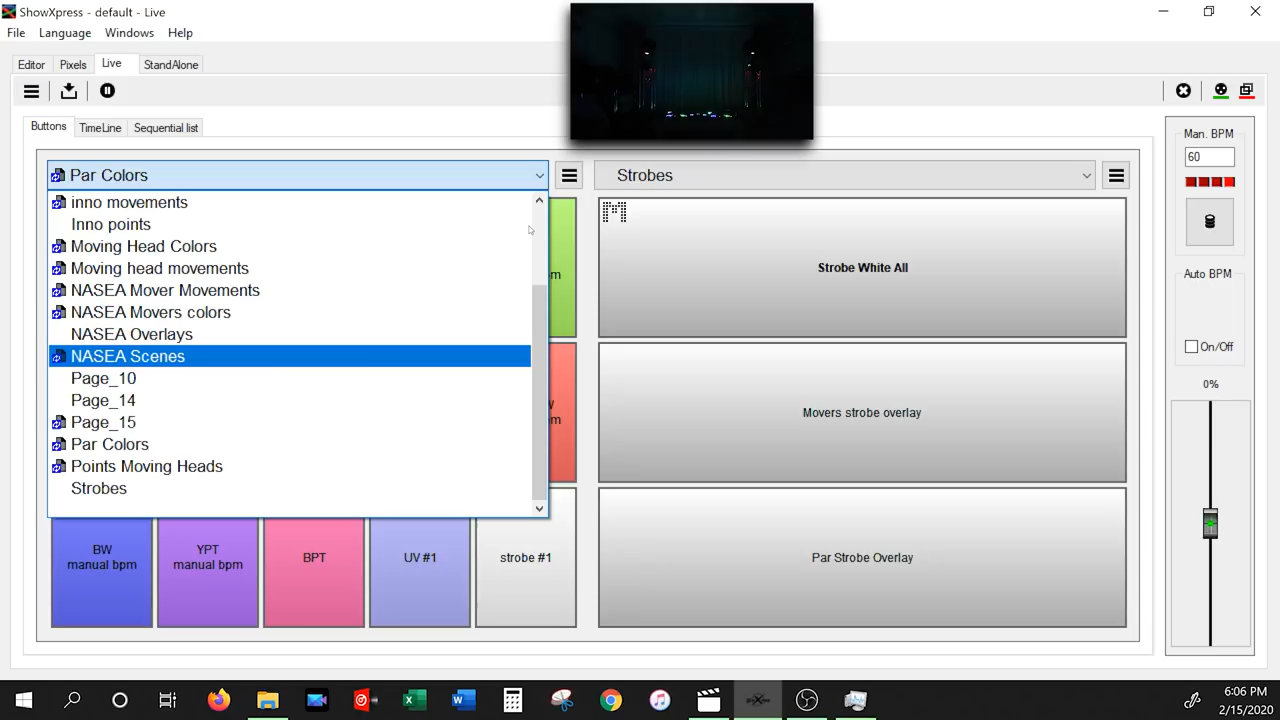 ShowXpress - default - Live
File Language Windows Help
Editor Pixels Live StandAlone
Buttons TimeLine Sequential list
Par Colors
Strobes
inno movements
Inno points
Moving Head Colors
Moving head movements
NASEA Mover Movements
NASEA Movers colors
NASEA Overlays
NASEA Scenes
Page_10
Page_14
Page_15
Par Colors
Points Moving Heads
Strobes
M
Strobe White All
Movers strobe overlay
Par Strobe Overlay
BW
manual bpm
YPT
manual bpm
BPT
UV #1
strobe #1
Man. BPM
60
Auto BPM
On/Off
0%
6:06 PM
2/15/2020